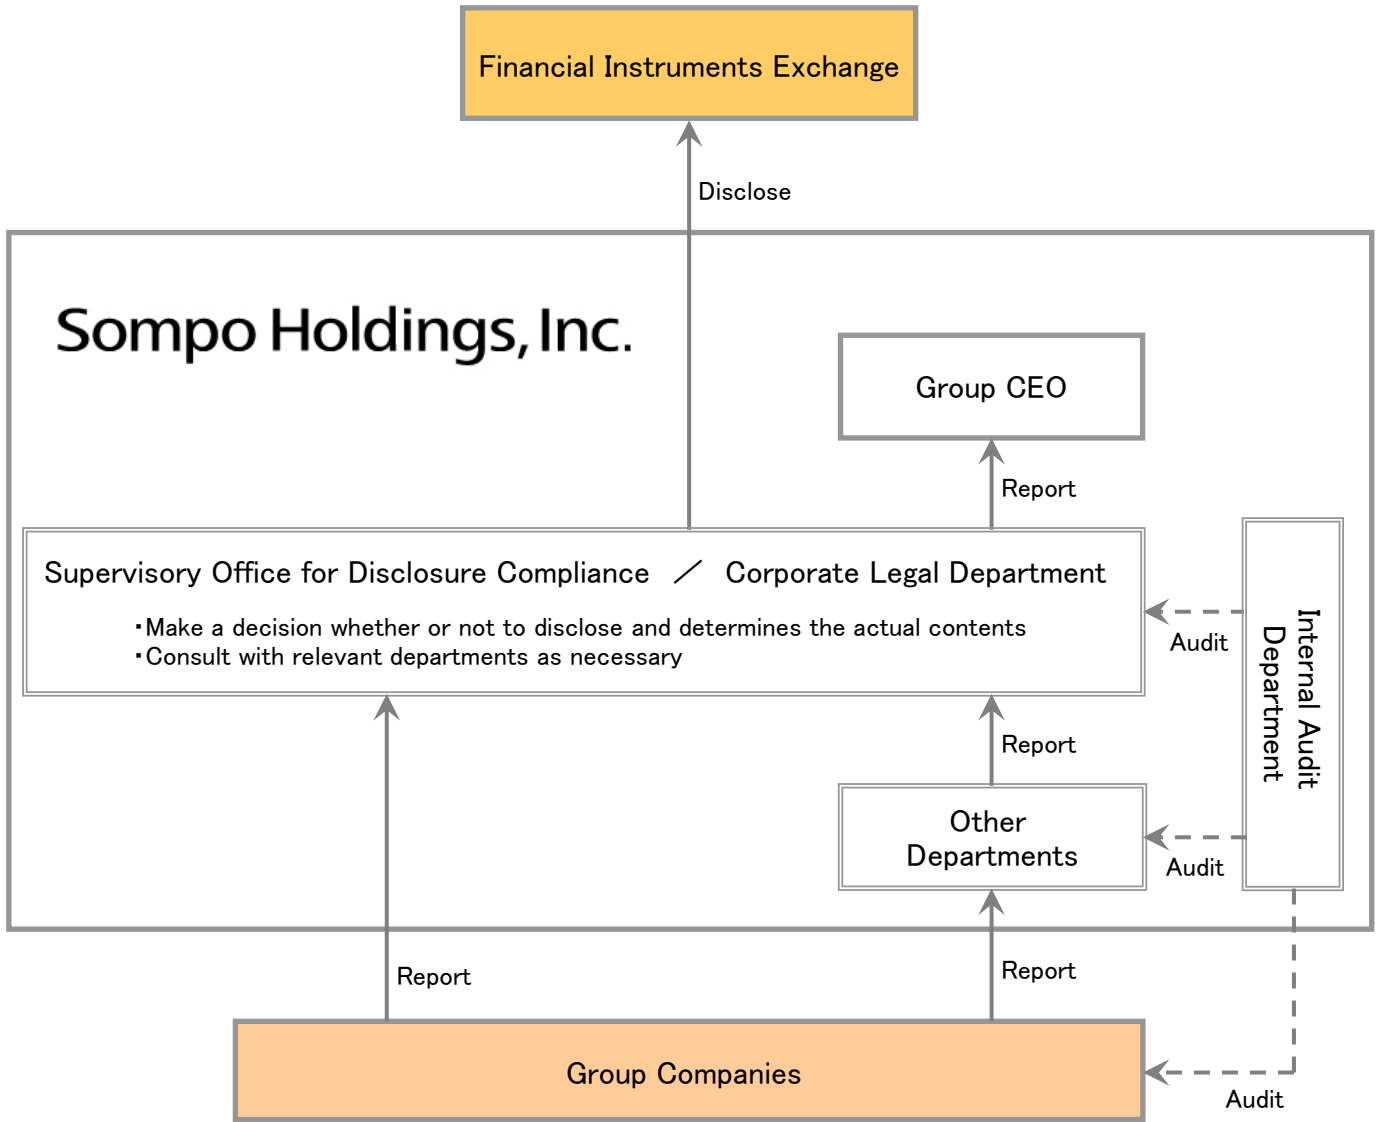 Financial Instruments Exchange
Disclose
Sompo Holdings, Inc.
Group CEO
Report
Supervisory Office for Disclosure Compliance ／ Corporate Legal Department
・Make a decision whether or not to disclose and determines the actual contents
・Consult with relevant departments as necessary
Audit
Internal Audit
Department
Report
Other
Departments
Audit
Report
Report
Group Companies
Audit